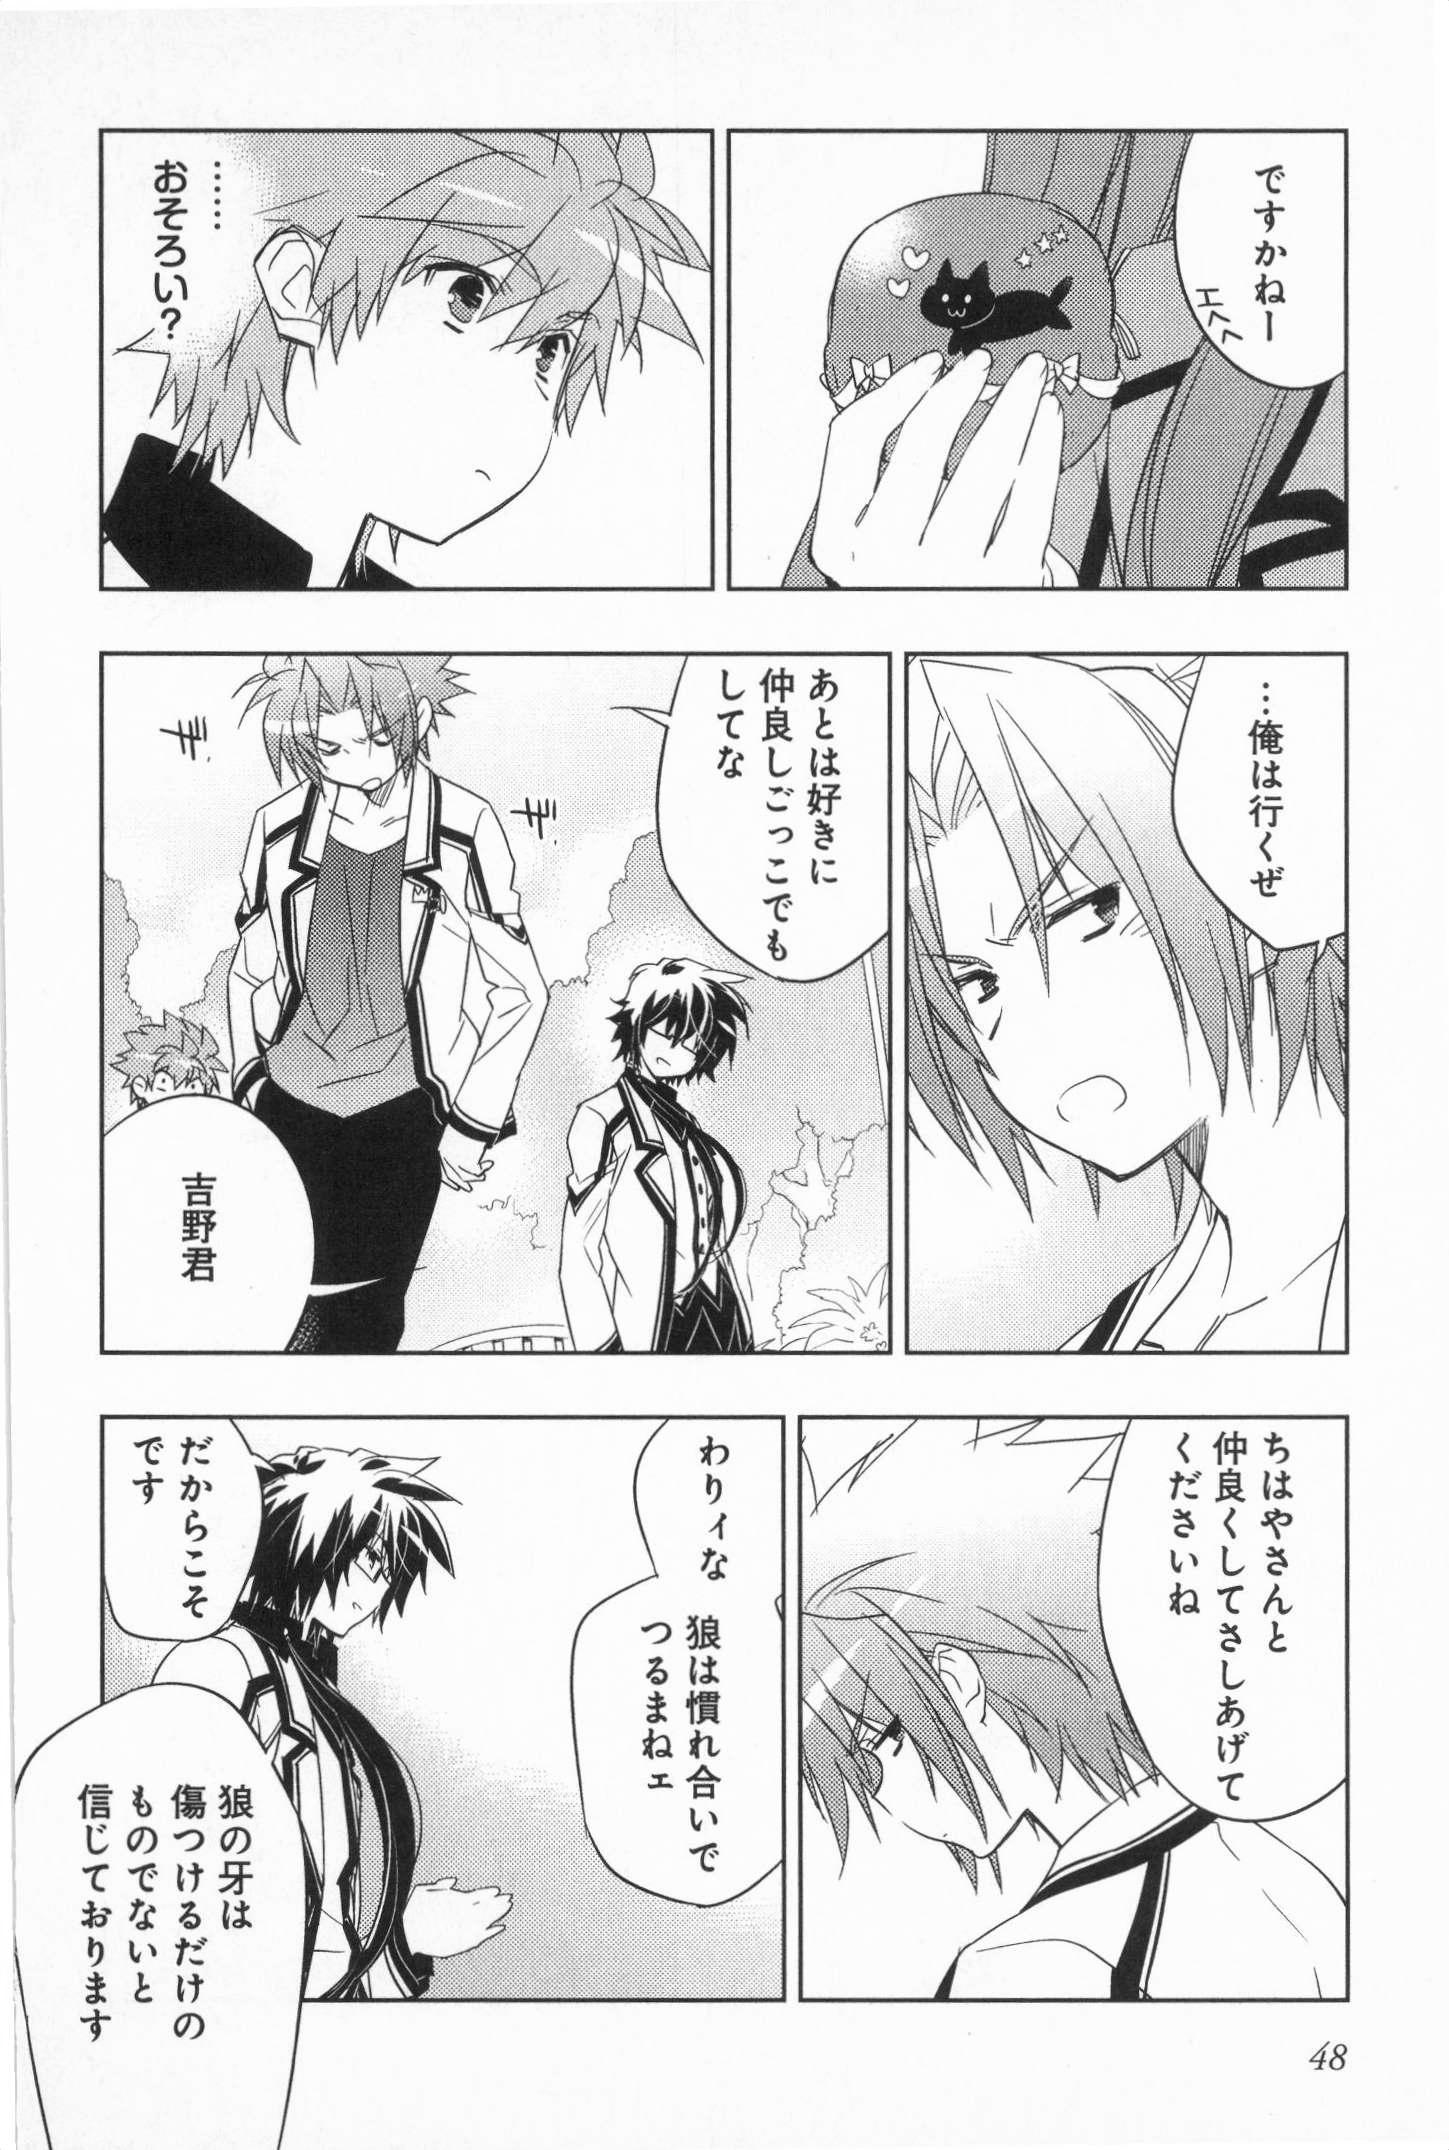 ですかねー
エヘヘ
……
おそろい?
…俺は行くぜ
あとは好きに
仲良しごっこでも
してな
ギ
ギ
吉野君
ちはやさんと
仲良くしてさしあげて
くださいね
わりィな
狼は慣れ合いで
つるまねェ
だからこそ
です
狼の牙は
傷つけるだけの
ものでないと
信じております
48